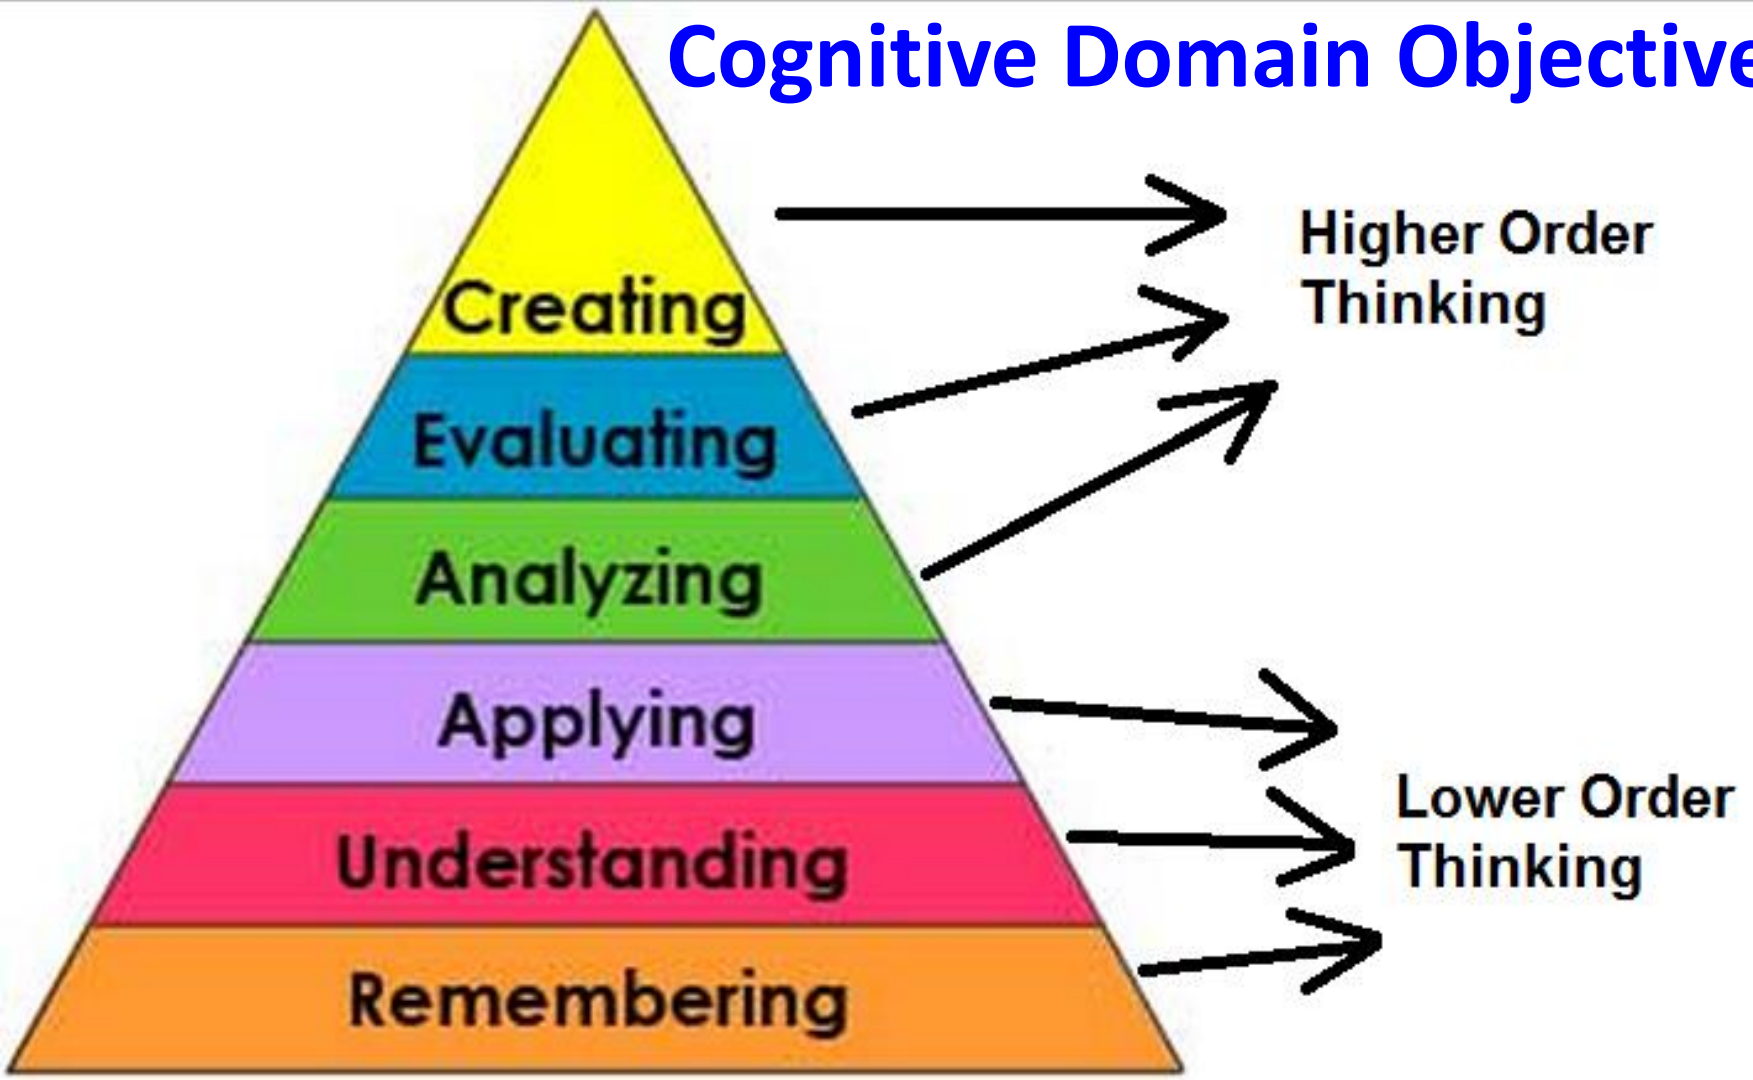 Cognitive Domain Objective
Higher Order
Thinking
Creating
Evaluating
Analyzing
Applying
Lower Order
Thinking
Understanding
Remembering